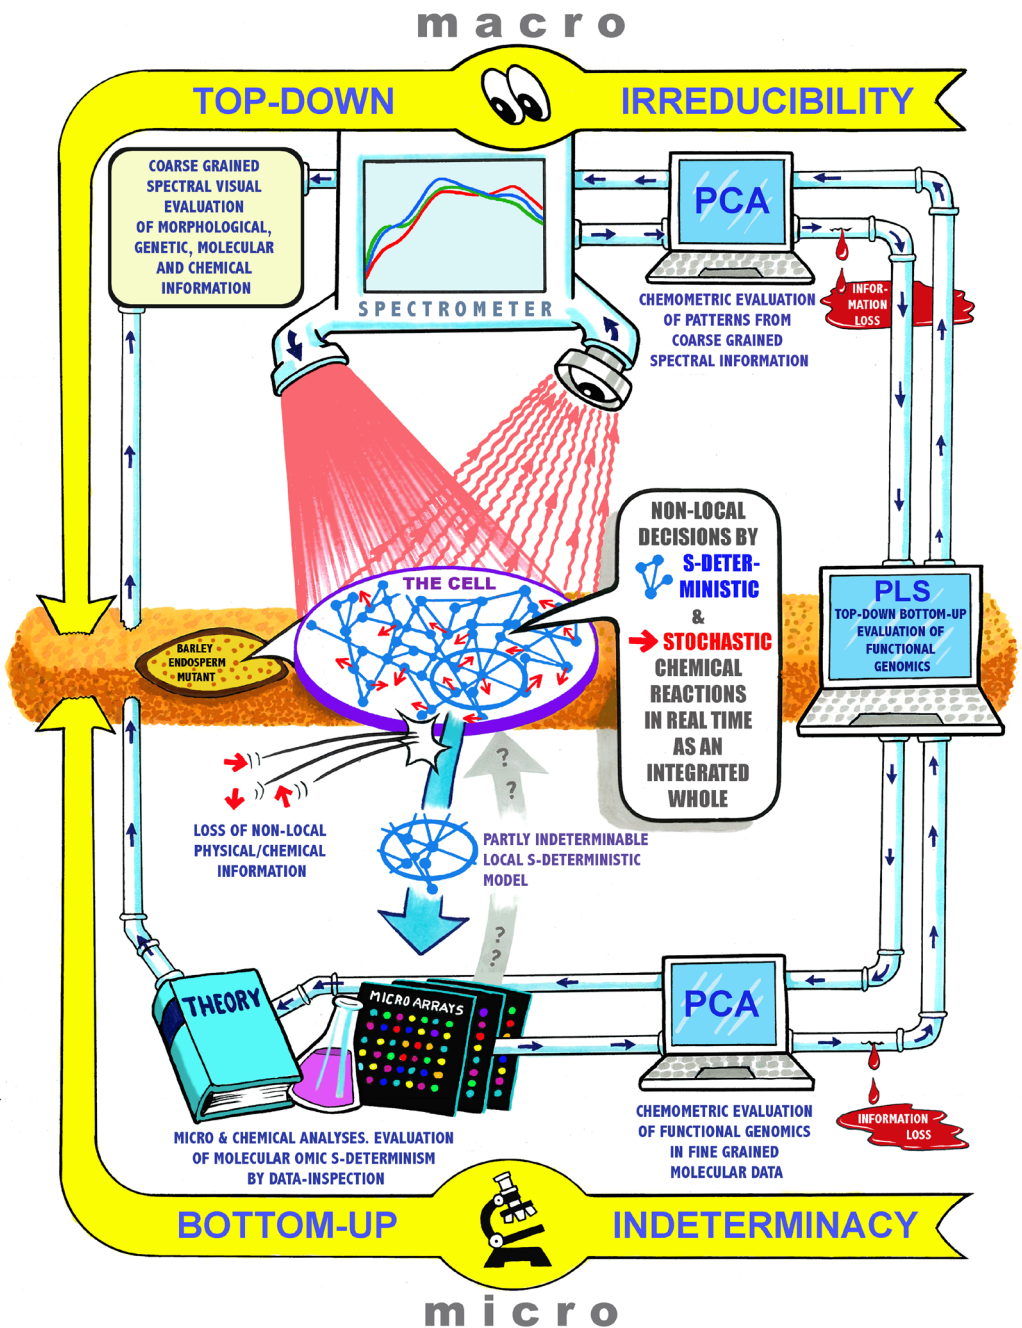 macro
TOP-DOWN IRREDUCIBILITY
COARSE GRAINED
SPECTRAL VISUAL
EVALUATION
OF MORPHOLOGICAL,
GENETIC, MOLECULAR
AND CHEMICAL
INFORMATION
SPECTROMETER
PCA
CHEMOMETRIC EVALUATION
OF PATTERNS FROM
COARSE GRAINED
SPECTRAL INFORMATION
INFOR-
MATION
LOSS
NON-LOCAL
DECISIONS BY
S-DETER-
MINISTIC
&
STOCHASTIC
CHEMICAL
REACTIONS
IN REAL TIME
AS AN
INTEGRATED
WHOLE
THE CELL
BARLEY
ENDOSPERM
MUTANT
PLS
TOP-DOWN BOTTOM-UP
EVALUATION OF
FUNCTIONAL
GENOMICS
LOSS OF NON-LOCAL
PHYSICAL/CHEMICAL
INFORMATION
?
?
PARTLY INDETERMINABLE
LOCAL S-DETERMINISTIC
MODEL
?
?
THEORY
MICRO ARRAYS
PCA
MICRO & CHEMICAL ANALYSES. EVALUATION
OF MOLECULAR OMIC S-DETERMINISM
BY DATA-INSPECTION
CHEMOMETRIC EVALUATION
OF FUNCTIONAL GENOMICS
IN FINE GRAINED
MOLECULAR DATA
INFORMATION
LOSS
BOTTOM-UP INDETERMINACY
micro